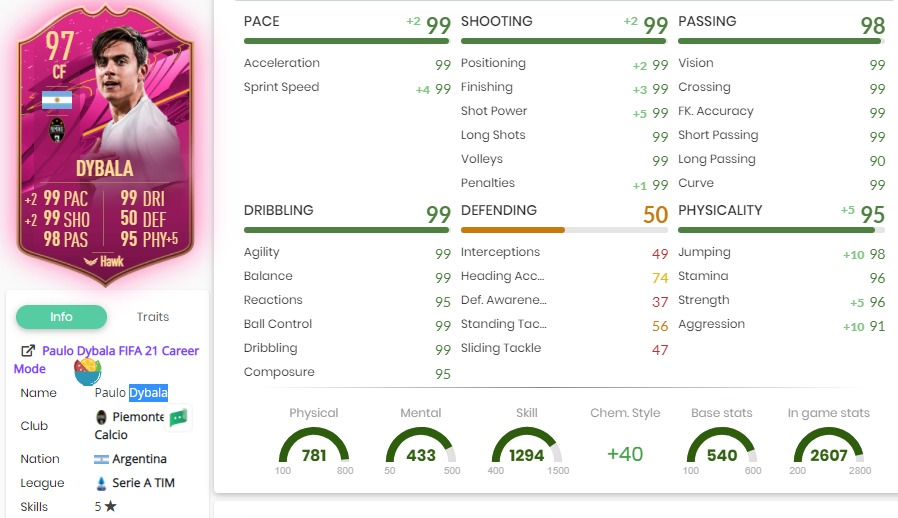 97
CF
DYBALA
+2 99 PAC 99 DRI
+2 99 SHO 50 DEF
98 PAS 95 PHY+5
Hawk
Info Traits
Paulo Dybala FIFA 21 Career
Mode
Name Paulo Dybala
Club Piemonte
Calcio
Nation Argentina
League Serie A TIM
Skills 5 ★
PACE +2 99
Acceleration 99
Sprint Speed +4 99
SHOOTING +2 99
Positioning +2 99
Finishing +3 99
Shot Power +5 99
Long Shots 99
Volleys 99
Penalties +1 99
PASSING 98
Vision 99
Crossing 99
FK. Accuracy 99
Short Passing 99
Long Passing 90
Curve 99
DRIBBLING 99
Agility 99
Balance 99
Reactions 95
Ball Control 99
Dribbling 99
Composure 95
DEFENDING 50
Interceptions 49
Heading Acc... 74
Def. Awarene... 37
Standing Tac... 56
Sliding Tackle 47
PHYSICALITY +5 95
Jumping +10 98
Stamina 96
Strength +5 96
Aggression +10 91
Physical Mental Skill Chem. Style Base stats In game stats
781 433 1294 +40 540 2607
100 800 50 500 400 1500 100 600 200 2800